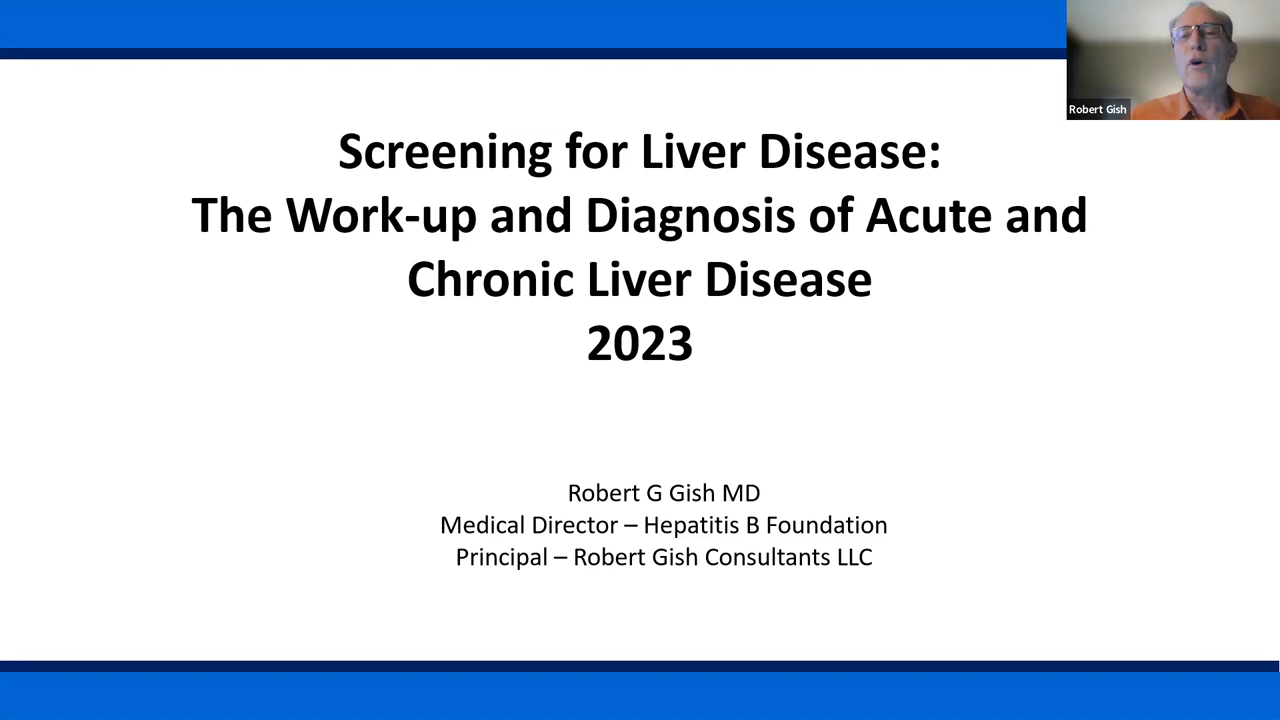 Robert Gish
Screening for Liver Disease:
The Work-up and Diagnosis of Acute and
Chronic Liver Disease
2023
Robert G Gish MD
Medical Director – Hepatitis B Foundation
Principal – Robert Gish Consultants LLC